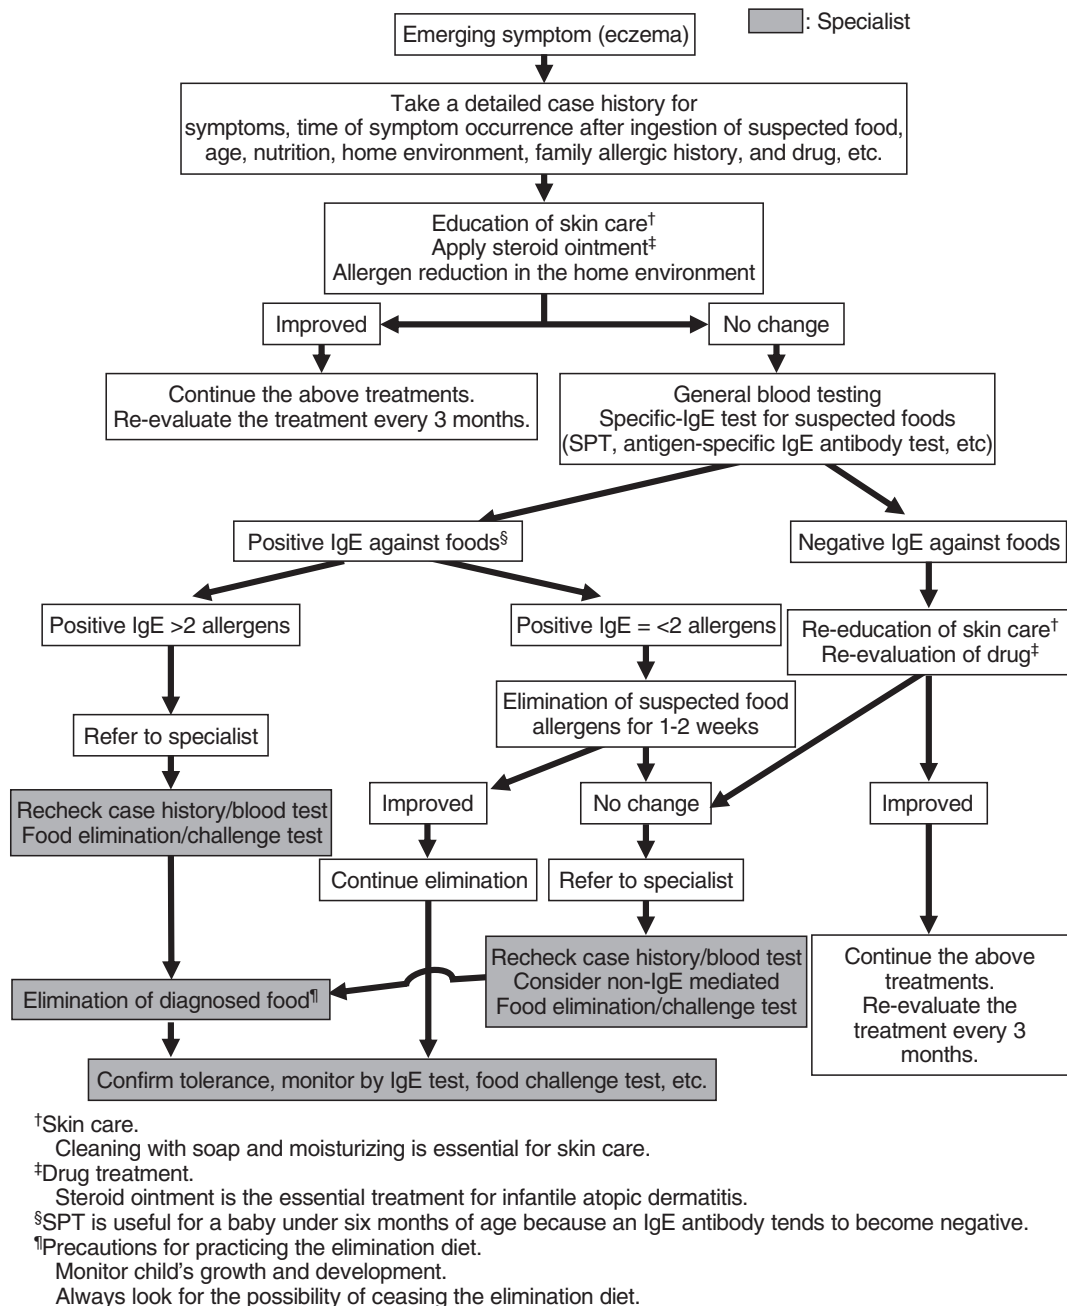 : Specialist
Emerging symptom (eczema)
Take a detailed case history for
symptoms, time of symptom occurrence after ingestion of suspected food,
age, nutrition, home environment, family allergic history, and drug, etc.
Education of skin care†
Apply steroid ointment‡
Allergen reduction in the home environment
Improved
No change
Continue the above treatments.
Re-evaluate the treatment every 3 months.
General blood testing
Specific-IgE test for suspected foods
(SPT, antigen-specific IgE antibody test, etc)
Positive IgE against foods§
Negative IgE against foods
Positive IgE >2 allergens
Positive IgE = <2 allergens
Re-education of skin care†
Re-evaluation of drug‡
Elimination of suspected food
allergens for 1-2 weeks
Refer to specialist
Recheck case history/blood test
Food elimination/challenge test
Improved
No change
Improved
Continue elimination
Refer to specialist
Recheck case history/blood test
Consider non-IgE mediated
Food elimination/challenge test
Continue the above
treatments.
Re-evaluate the
treatment every 3
months.
Elimination of diagnosed food¶
Confirm tolerance, monitor by IgE test, food challenge test, etc.
†Skin care.
Cleaning with soap and moisturizing is essential for skin care.
‡Drug treatment.
Steroid ointment is the essential treatment for infantile atopic dermatitis.
§SPT is useful for a baby under six months of age because an IgE antibody tends to become negative.
¶Precautions for practicing the elimination diet.
Monitor child's growth and development.
Always look for the possibility of ceasing the elimination diet.